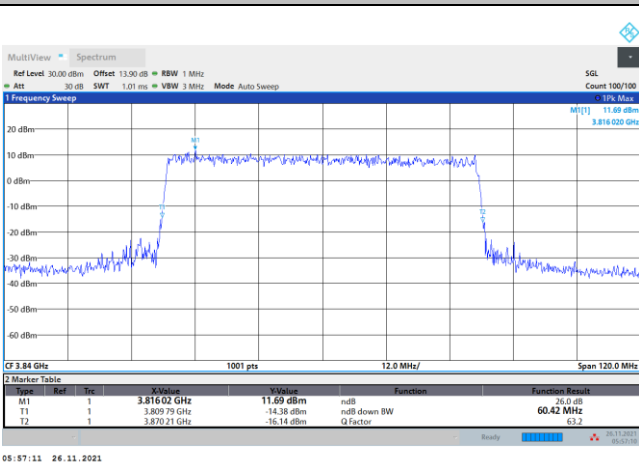 MultiView Spectrum
Ref Level 30.00 dBm Offset 13.90 dB RBW 1 MHz SGL
Att 30 dB SWT 1.01 ms VBW 3 MHz Mode Auto Sweep Count 100/100
1 Frequency Sweep 1Pk Max
M1[1] 11.69 dBm
3.816 020 GHz
M1
20 dBm
10 dBm
0 dBm
-10 dBm
T1
T2
-20 dBm
-30 dBm
-40 dBm
-50 dBm
-60 dBm
CF 3.84 GHz 1001 pts 12.0 MHz/ Span 120.0 MHz
2 Marker Table
Type Ref Trc X-Value Y-Value Function Function Result
M1 1 3.816 02 GHz 11.69 dBm ndB 26.0 dB
T1 1 3.809 79 GHz -14.38 dBm ndB down BW 60.42 MHz
T2 1 3.870 21 GHz -16.14 dBm Q Factor 63.2
Ready 26.11.2021
05:57:10
05:57:11 26.11.2021